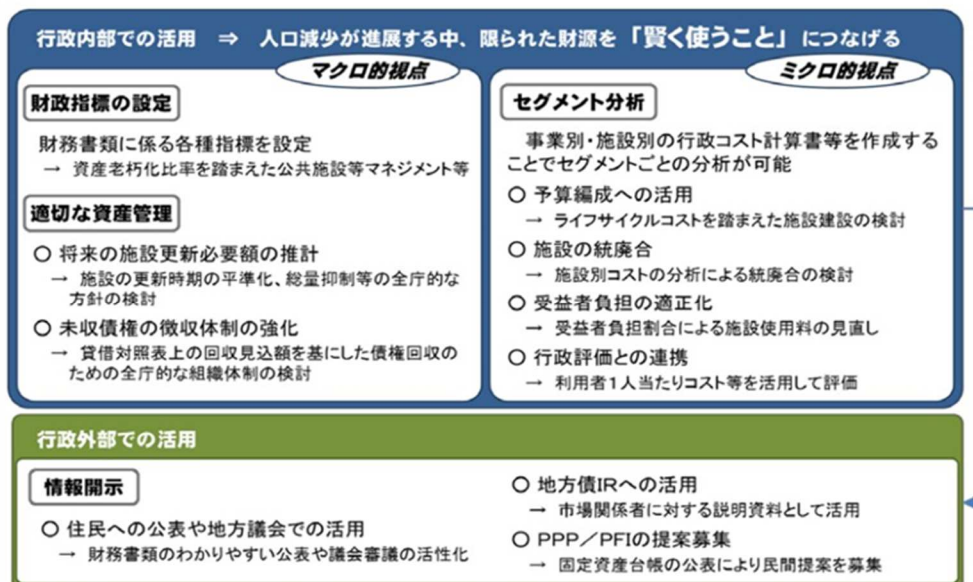 行政内部での活用 ⇒ 人口減少が進展する中、限られた財源を「賢く使うこと」につなげる
マクロ的視点
財政指標の設定
財務書類に係る各種指標を設定
→ 資産老朽化比率を踏まえた公共施設等マネジメント等
適切な資産管理
○ 将来の施設更新必要額の推計
→ 施設の更新時期の平準化、総量抑制等の全庁的な
方針の検討
○ 未収債権の徴収体制の強化
→ 貸借対照表上の回収見込額を基にした債権回収の
ための全庁的な組織体制の検討
ミクロ的視点
セグメント分析
事業別・施設別の行政コスト計算書等を作成する
ことでセグメントごとの分析が可能
○ 予算編成への活用
→ ライフサイクルコストを踏まえた施設建設の検討
○ 施設の統廃合
→ 施設別コストの分析による統廃合の検討
○ 受益者負担の適正化
→ 受益者負担割合による施設使用料の見直し
○ 行政評価との連携
→ 利用者1人当たりコスト等を活用して評価
行政外部での活用
情報開示
○ 住民への公表や地方議会での活用
→ 財務書類のわかりやすい公表や議会審議の活性化
○ 地方債IRへの活用
→ 市場関係者に対する説明資料として活用
○ PPP/PFIの提案募集
→ 固定資産台帳の公表により民間提案を募集